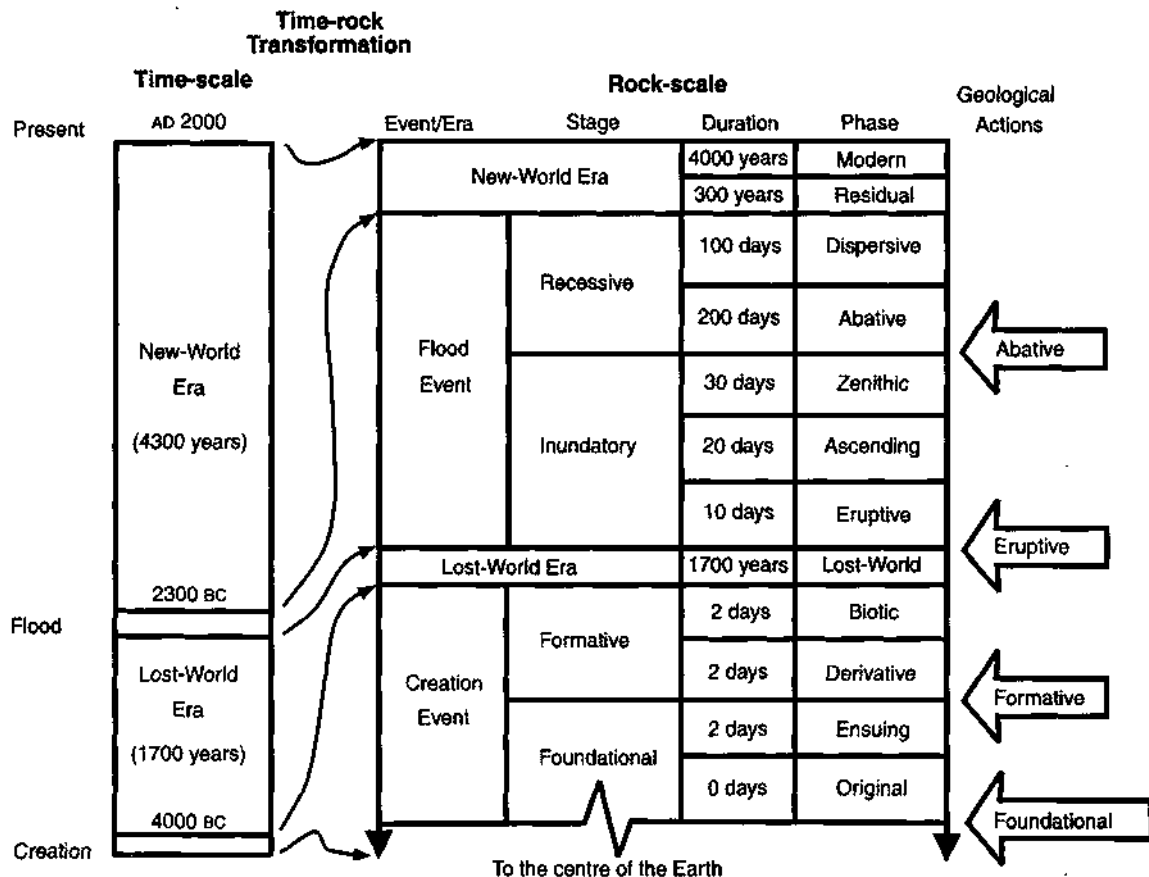 Time-rock
Transformation
Time-scale
Rock-scale
Geological
Actions
Present
AD 2000
Event/Era
Stage
Duration
Phase
New-World Era
4000 years
Modern
300 years
Residual
Flood
Event
Recessive
100 days
Dispersive
200 days
Abative
Abative
New-World
Era
(4300 years)
Inundatory
30 days
Zenithic
20 days
Ascending
10 days
Eruptive
Eruptive
2300 BC
Flood
Lost-World Era
1700 years
Lost-World
Lost-World
Era
(1700 years)
Creation
Event
Formative
2 days
Biotic
2 days
Derivative
Formative
Foundational
2 days
Ensuing
0 days
Original
Foundational
4000 BC
Creation
To the centre of the Earth